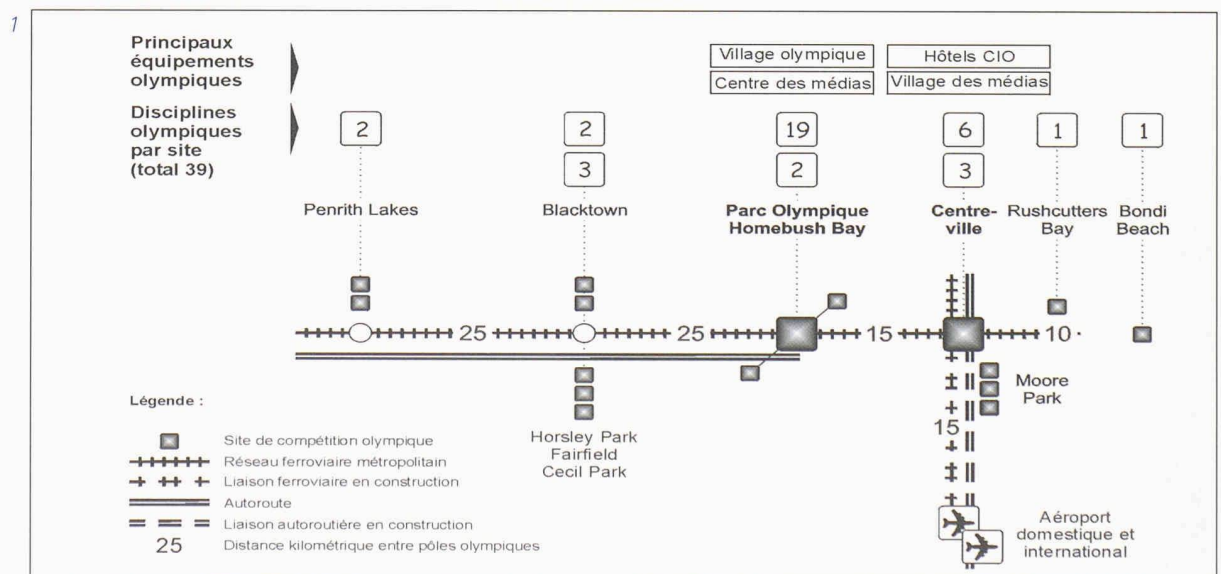 1
Principaux
équipements
olympiques
Village olympique
Hôtels CIO
Centre des médias
Village des médias
Disciplines
olympiques
par site
(total 39)
2
2
19
6
1
1
3
2
3
Penrith Lakes
Blacktown
Parc Olympique
Homebush Bay
Centre-
ville
Rushcutters
Bay
Bondi
Beach
25
25
15
10
Moore
Park
15
Horsley Park
Fairfield
Cecil Park
Aéroport
domestique et
international
Légende :
Site de compétition olympique
Réseau ferroviaire métropolitain
Liaison ferroviaire en construction
Autoroute
Liaison autoroutière en construction
25 Distance kilométrique entre pôles olympiques